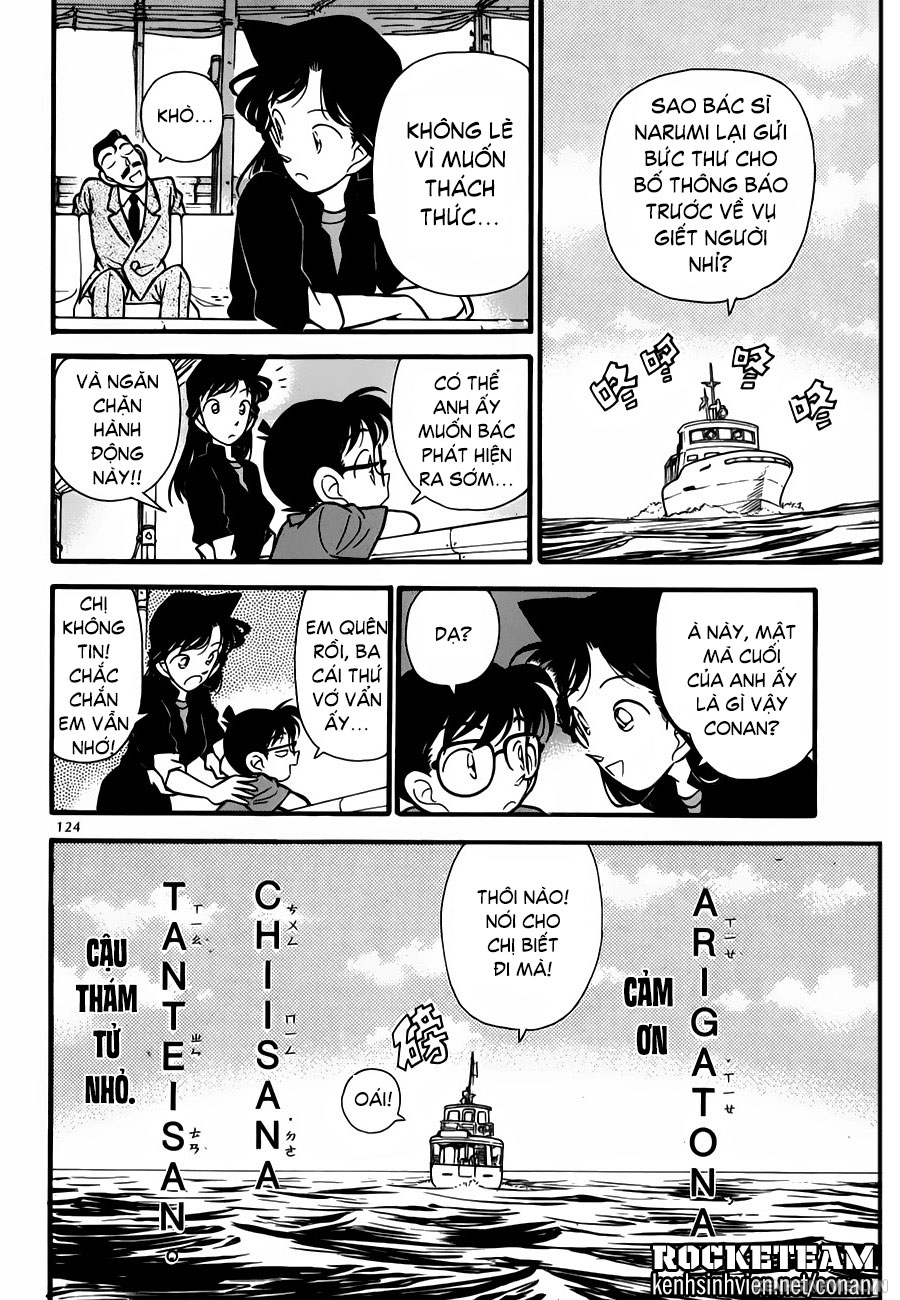 SAO BÁC SĨ
NARUMI LẠI GỬI
BỨC THƯ CHO
BỐ THÔNG BÁO
TRƯỚC VỀ VỤ
GIẾT NGƯỜI
NHỈ?
KHÔNG LẼ
VÌ MUỐN
THÁCH
THỨC...
KHÒ...
CÓ THỂ
ANH ẤY
MUỐN BÁC
PHÁT HIỆN
RA SỚM...
VÀ NGĂN
CHẶN
HÀNH
ĐỘNG
NÀY!!
À NÀY, MẬT
MÃ CUỐI
CỦA ANH ẤY
LÀ GÌ VẬY
CONAN?
DẠ?
EM QUÊN
RỒI, BA
CÁI THỨ
VỚ VẨN
ẤY...
CHỊ
KHÔNG
TIN!
CHẮC
CHẮN
EM VẪN
NHỚ!
124
ARIGATONA
CẢM
ƠN
THÔI NÀO!
NÓI CHO
CHỊ BIẾT
ĐI MÀ!
OÁI!
CHIISANA
TANTEISAN。
CẬU
THÁM
TỬ
NHỎ.
ROCKETEAM